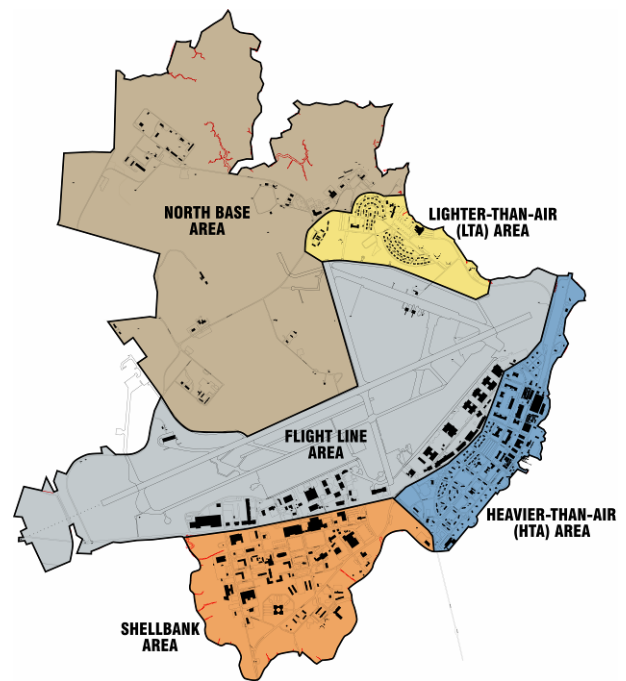 NORTH BASE
AREA
LIGHTER-THAN-AIR
(LTA) AREA
FLIGHT LINE
AREA
HEAVIER-THAN-AIR
(HTA) AREA
SHELLBANK
AREA